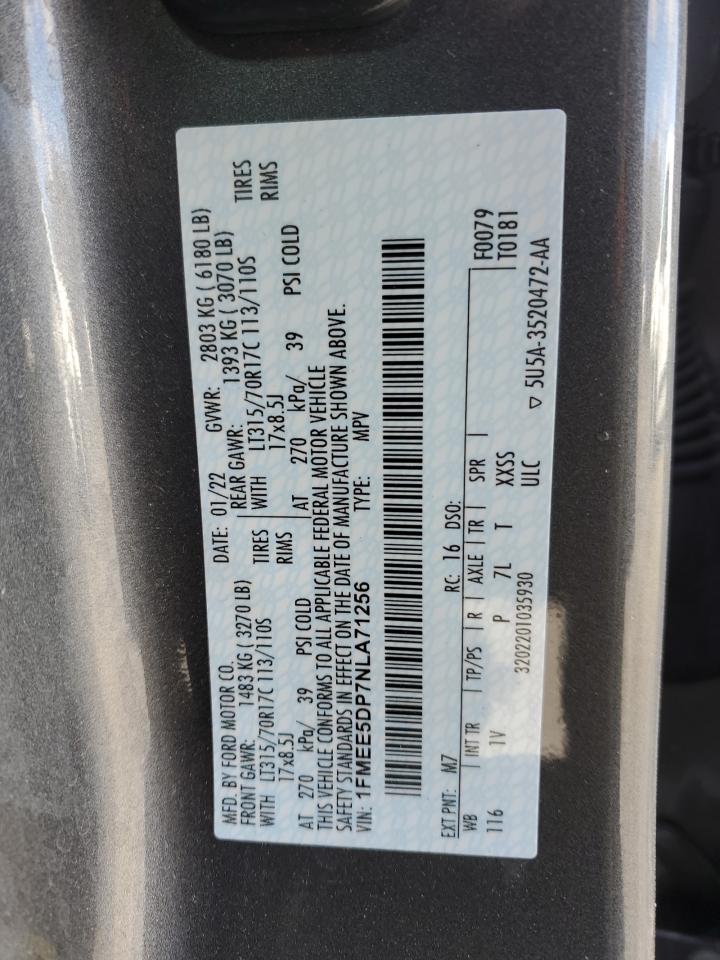 MFD. BY FORD MOTOR CO. DATE: 01/22 GVWR: 2803 KG ( 6180 LB)
FRONT GAWR: 1483 KG ( 3270 LB) REAR GAWR: 1393 KG ( 3070 LB)
WITH LT315/70R17C 113/110S TIRES WITH LT315/70R17C 113/110S TIRES
17x8.5J RIMS 17x8.5J RIMS
AT 270 kPa/ 39 PSI COLD AT 270 kPa/ 39 PSI COLD
THIS VEHICLE CONFORMS TO ALL APPLICABLE FEDERAL MOTOR VEHICLE
SAFETY STANDARDS IN EFFECT ON THE DATE OF MANUFACTURE SHOWN ABOVE.
VIN: 1FMEE5DP7NLA71256 TYPE: MPV
EXT PNT: M7 RC: 16 DSO:
WB | INT TR | TP/PS | R | AXLE | TR | SPR | F0079
116 1V P 7L T XXSS T0181
3202201035930 ULC
▽ 5U5A-3520472-AA